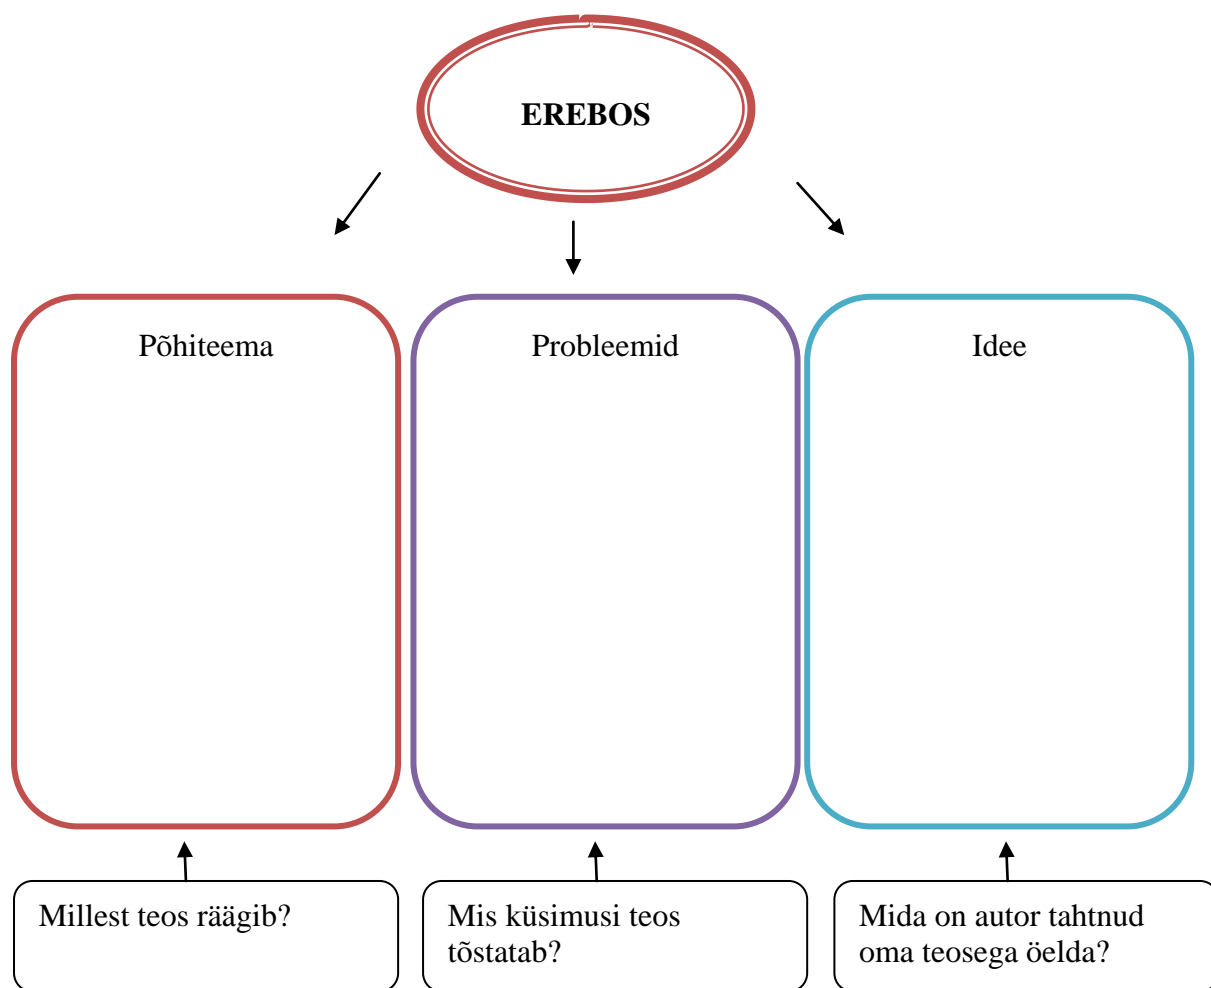 EREBOS
Põhiteema
Probleemid
Idee
Millest teos räägib?
Mis küsimusi teos
tõstatab?
Mida on autor tahtnud
oma teosega öelda?